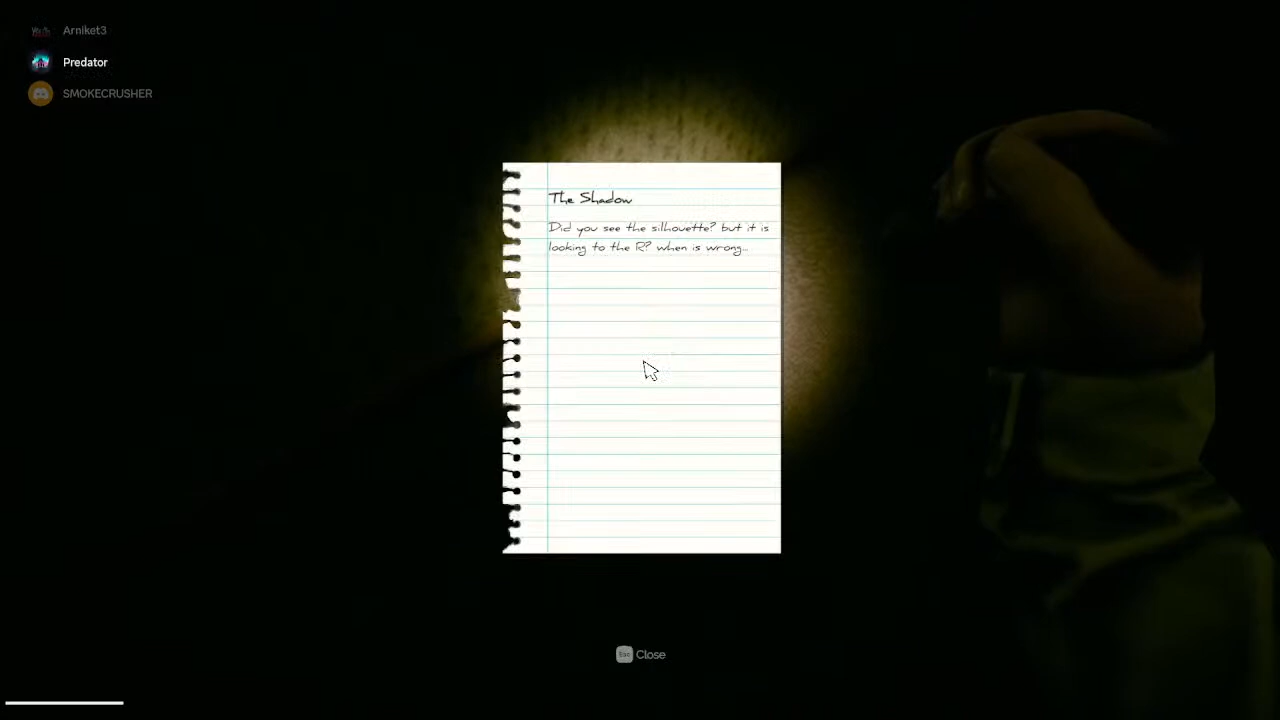 Arniket3
Predator
SMOKECRUSHER
The Shadow
Did you see the silhouette? but it is
looking to the R? when is wrong...
Esc Close